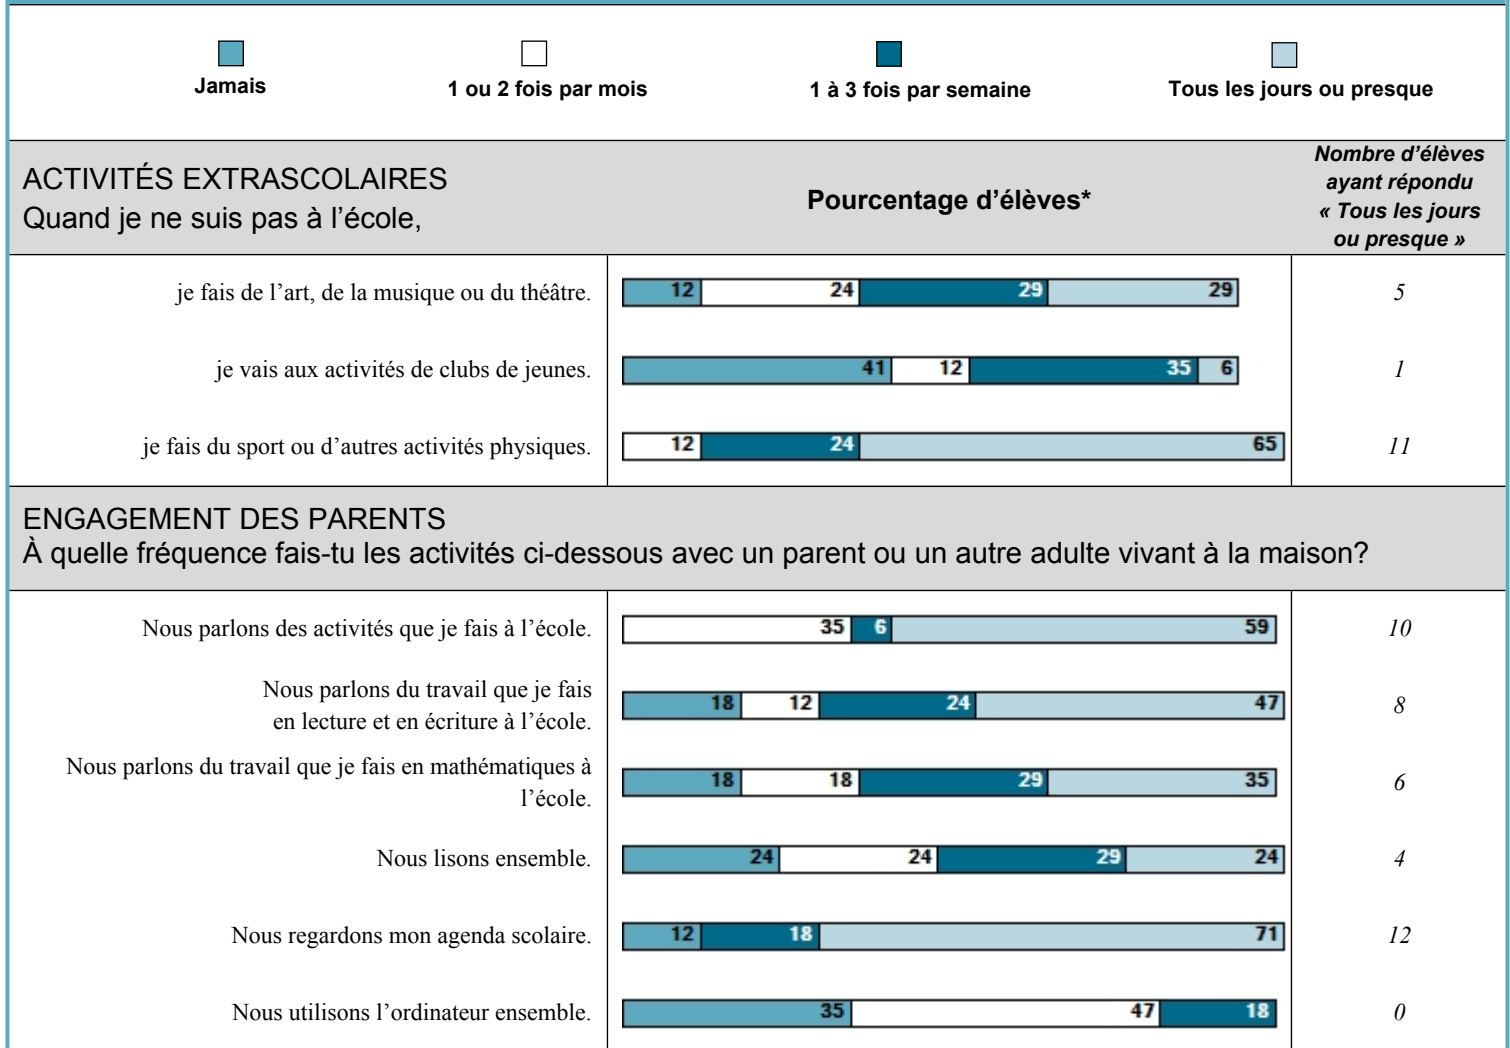 Jamais
1 ou 2 fois par mois
1 à 3 fois par semaine
Tous les jours ou presque
ACTIVITÉS EXTRASCOLAIRES
Quand je ne suis pas à l’école,
Pourcentage d’élèves*
Nombre d’élèves
ayant répondu
« Tous les jours
ou presque »
je fais de l’art, de la musique ou du théâtre.
12 24 29 29
5
je vais aux activités de clubs de jeunes.
41 12 35 6
1
je fais du sport ou d’autres activités physiques.
12 24 65
11
ENGAGEMENT DES PARENTS
À quelle fréquence fais-tu les activités ci-dessous avec un parent ou un autre adulte vivant à la maison?
Nous parlons des activités que je fais à l’école.
35 6 59
10
Nous parlons du travail que je fais
en lecture et en écriture à l’école.
18 12 24 47
8
Nous parlons du travail que je fais en mathématiques à
l’école.
18 18 29 35
6
Nous lisons ensemble.
24 24 29 24
4
Nous regardons mon agenda scolaire.
12 18 71
12
Nous utilisons l’ordinateur ensemble.
35 47 18
0